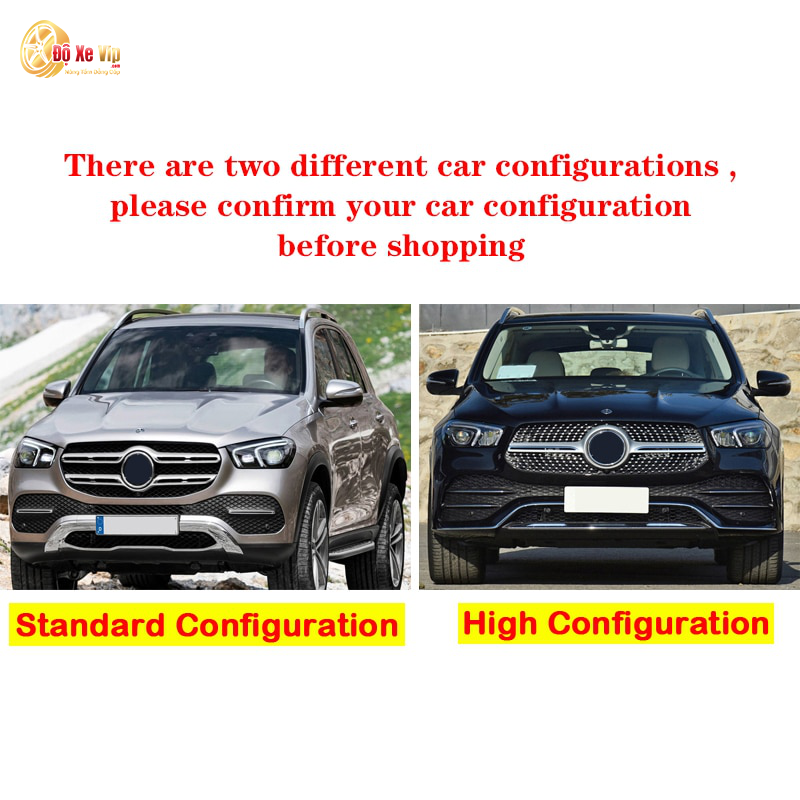 Độ Xe Vip
.com
Nâng Tầm Đẳng Cấp
There are two different car configurations ,
please confirm your car configuration
before shopping
D
Standard Configuration
High Configuration